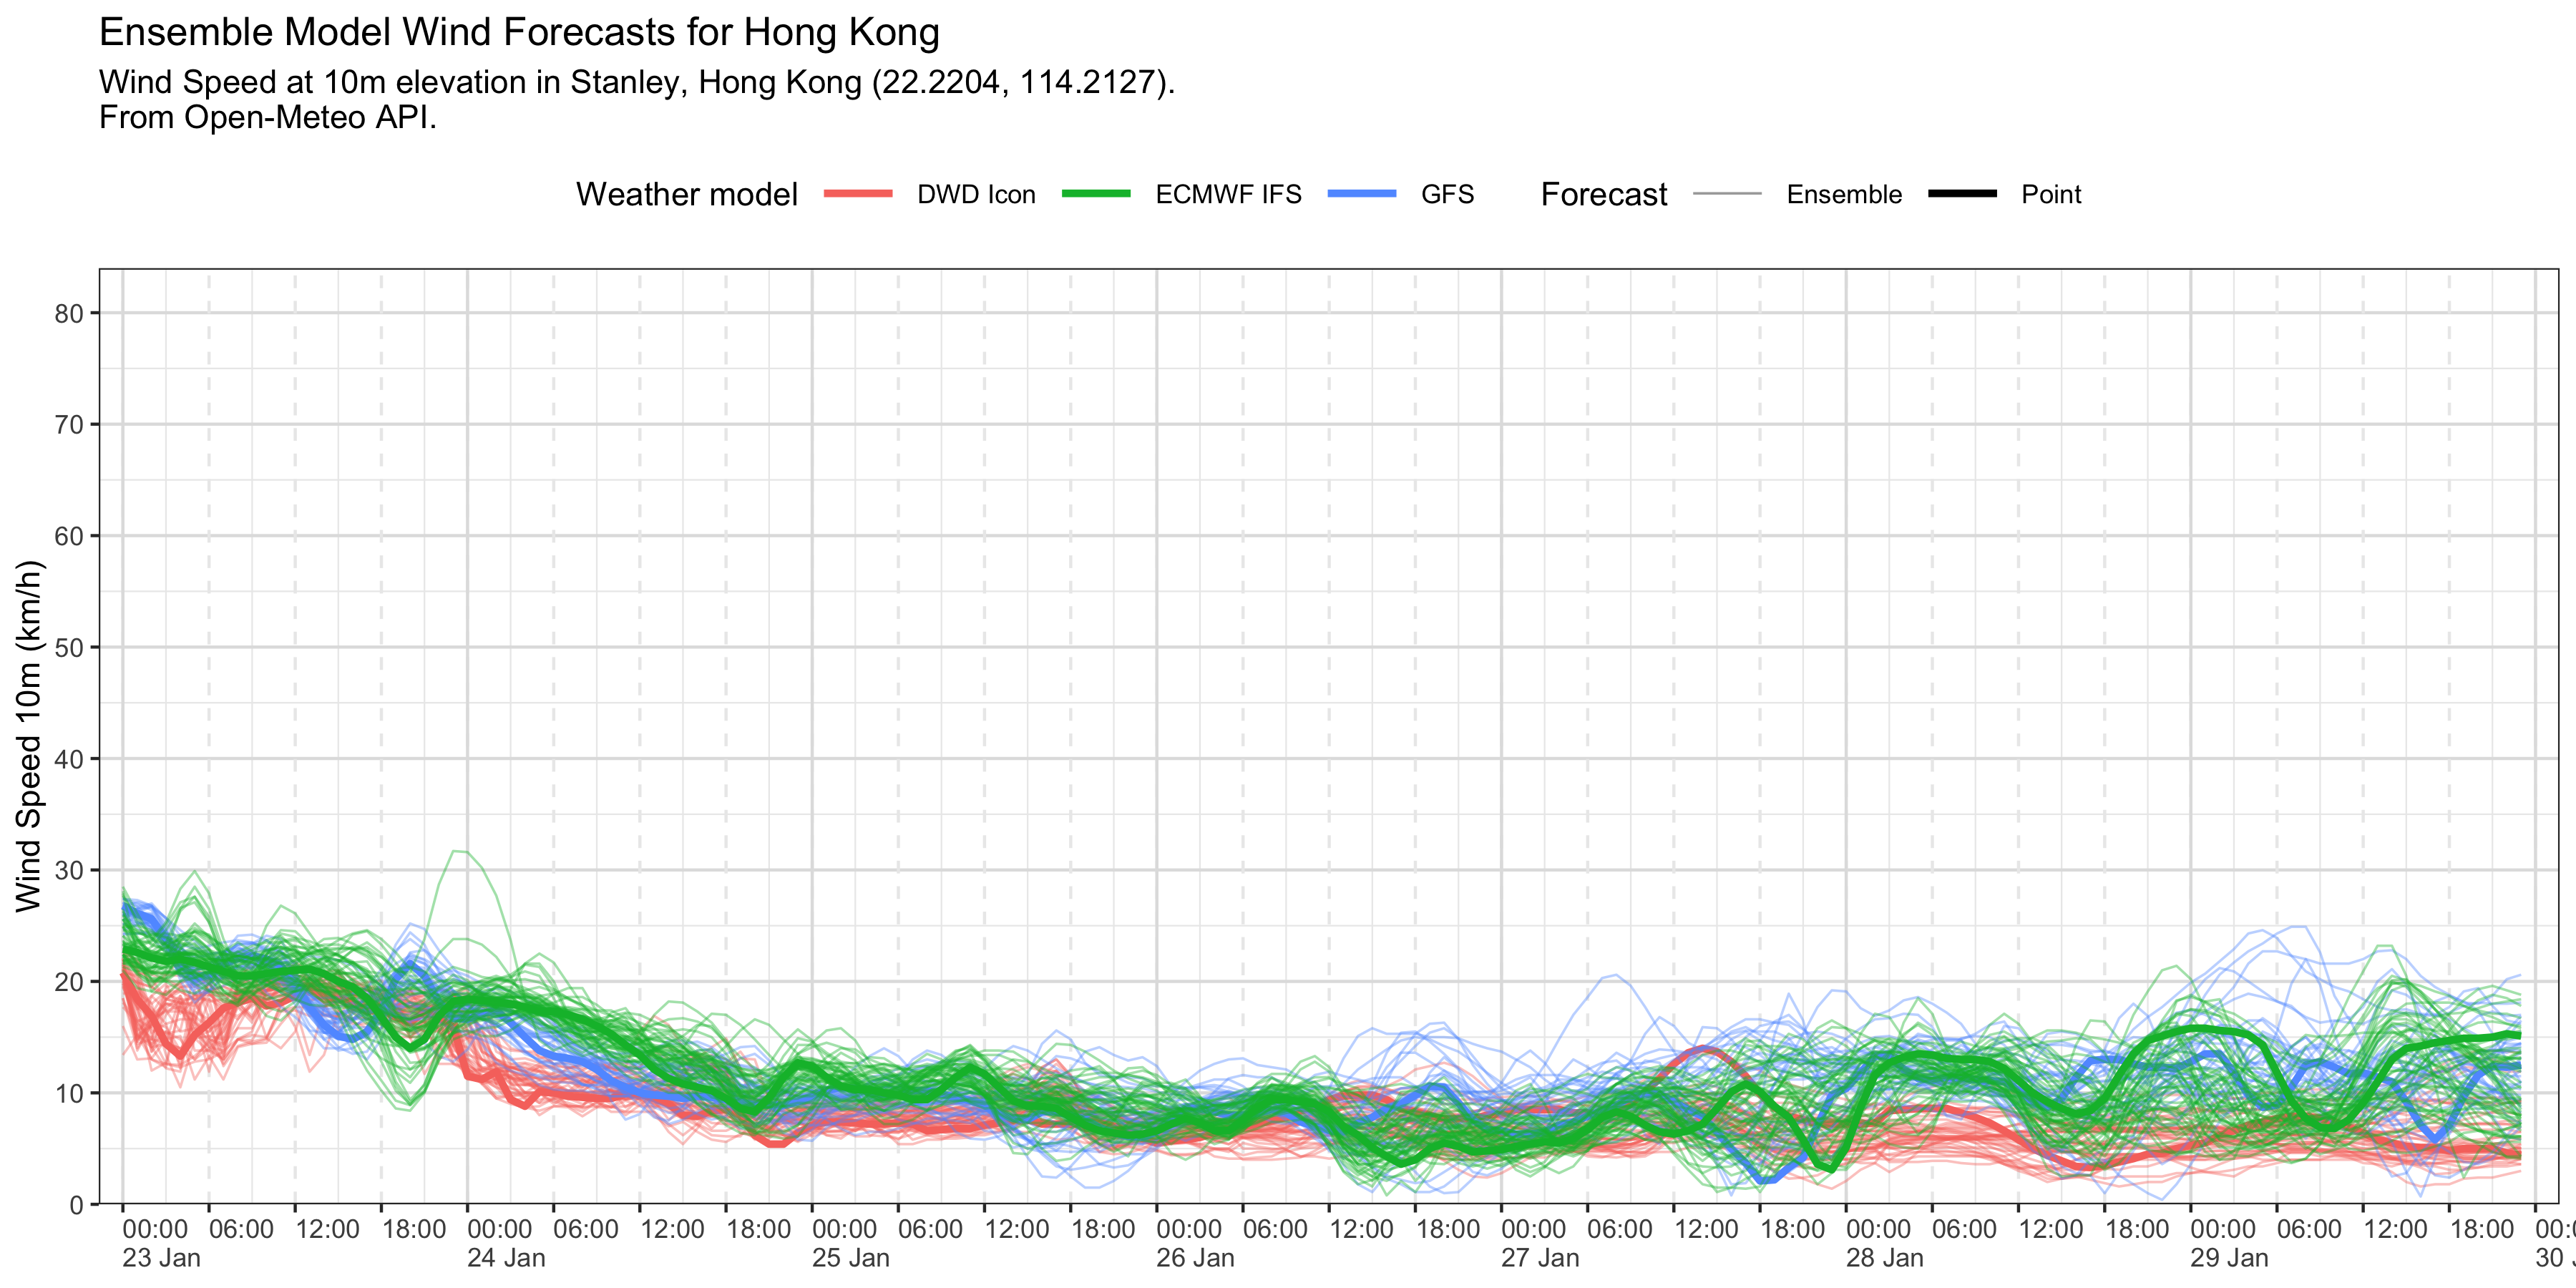 Ensemble Model Wind Forecasts for Hong Kong
Wind Speed at 10m elevation in Stanley, Hong Kong (22.2204, 114.2127).
From Open-Meteo API.
Weather model DWD Icon ECMWF IFS GFS Forecast Ensemble Point
Wind Speed 10m (km/h)
80
70
60
50
40
30
20
10
0
00:00 06:00 12:00 18:00 00:00 06:00 12:00 18:00 00:00 06:00 12:00 18:00 00:00 06:00 12:00 18:00 00:00 06:00 12:00 18:00 00:00 06:00 12:00 18:00 00:00 06:00 12:00 18:00
23 Jan 24 Jan 25 Jan 26 Jan 27 Jan 28 Jan 29 Jan 30